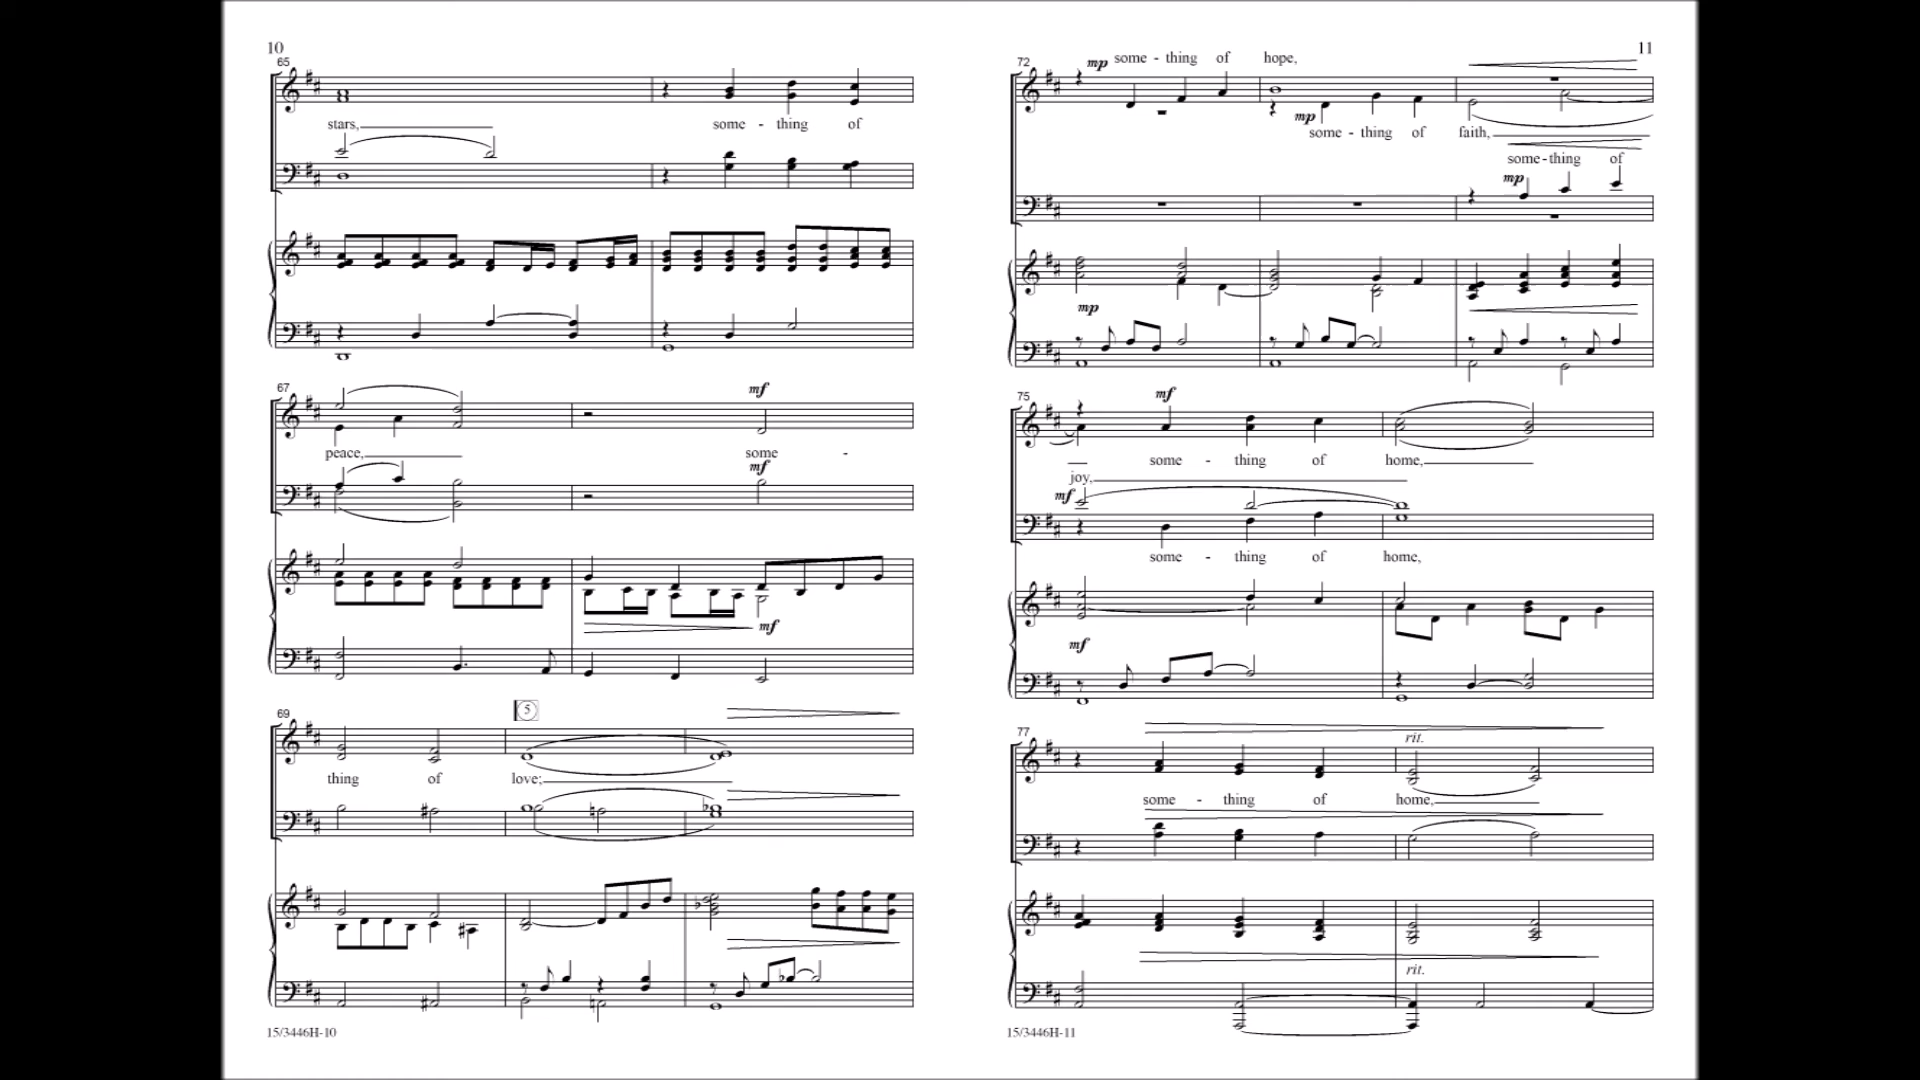 10
65
stars, some - thing of
67
mf
peace, some -
mf
mf
69
5
thing of love;
15/3446H-10
11
72
mp some - thing of hope,
mp
some - thing of faith,
some - thing of
mp
mp
75
mf
some - thing of home,
joy,
mf
some - thing of home,
mf
77
rit.
some - thing of home,
rit.
15/3446H-11